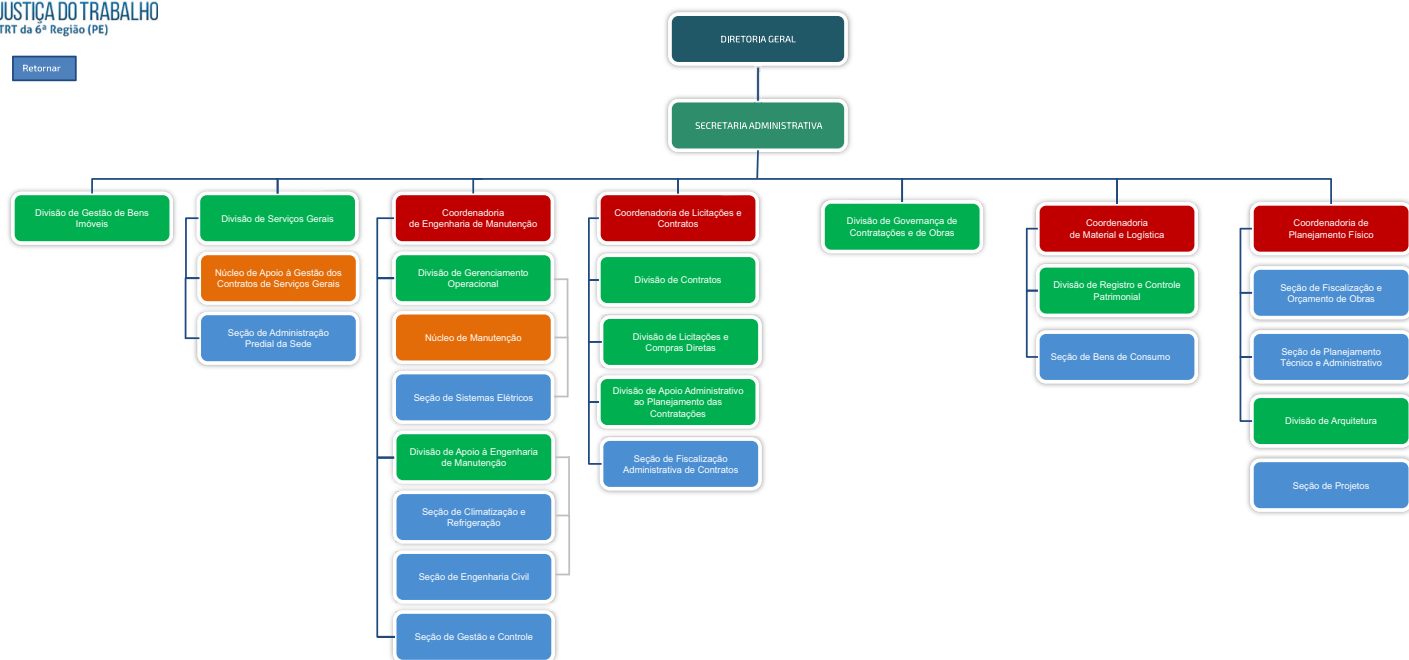 JUSTIÇA DO TRABALHO
TRT da 6ª Região (PE)
Retornar
DIRETORIA GERAL
SECRETARIA ADMINISTRATIVA
Divisão de Gestão de Bens
Imóveis
Divisão de Serviços Gerais
Núcleo de Apoio à Gestão dos
Contratos de Serviços Gerais
Seção de Administração
Predial da Sede
Coordenadoria
de Engenharia de Manutenção
Divisão de Gerenciamento
Operacional
Núcleo de Manutenção
Seção de Sistemas Elétricos
Divisão de Apoio à Engenharia
de Manutenção
Seção de Climatização e
Refrigeração
Seção de Engenharia Civil
Seção de Gestão e Controle
Coordenadoria de Licitações e
Contratos
Divisão de Contratos
Divisão de Licitações e
Compras Diretas
Divisão de Apoio Administrativo
ao Planejamento das
Contratações
Seção de Fiscalização
Administrativa de Contratos
Divisão de Governança de
Contratações e de Obras
Coordenadoria
de Material e Logística
Divisão de Registro e Controle
Patrimonial
Seção de Bens de Consumo
Coordenadoria de
Planejamento Físico
Seção de Fiscalização e
Orçamento de Obras
Seção de Planejamento
Técnico e Administrativo
Divisão de Arquitetura
Seção de Projetos